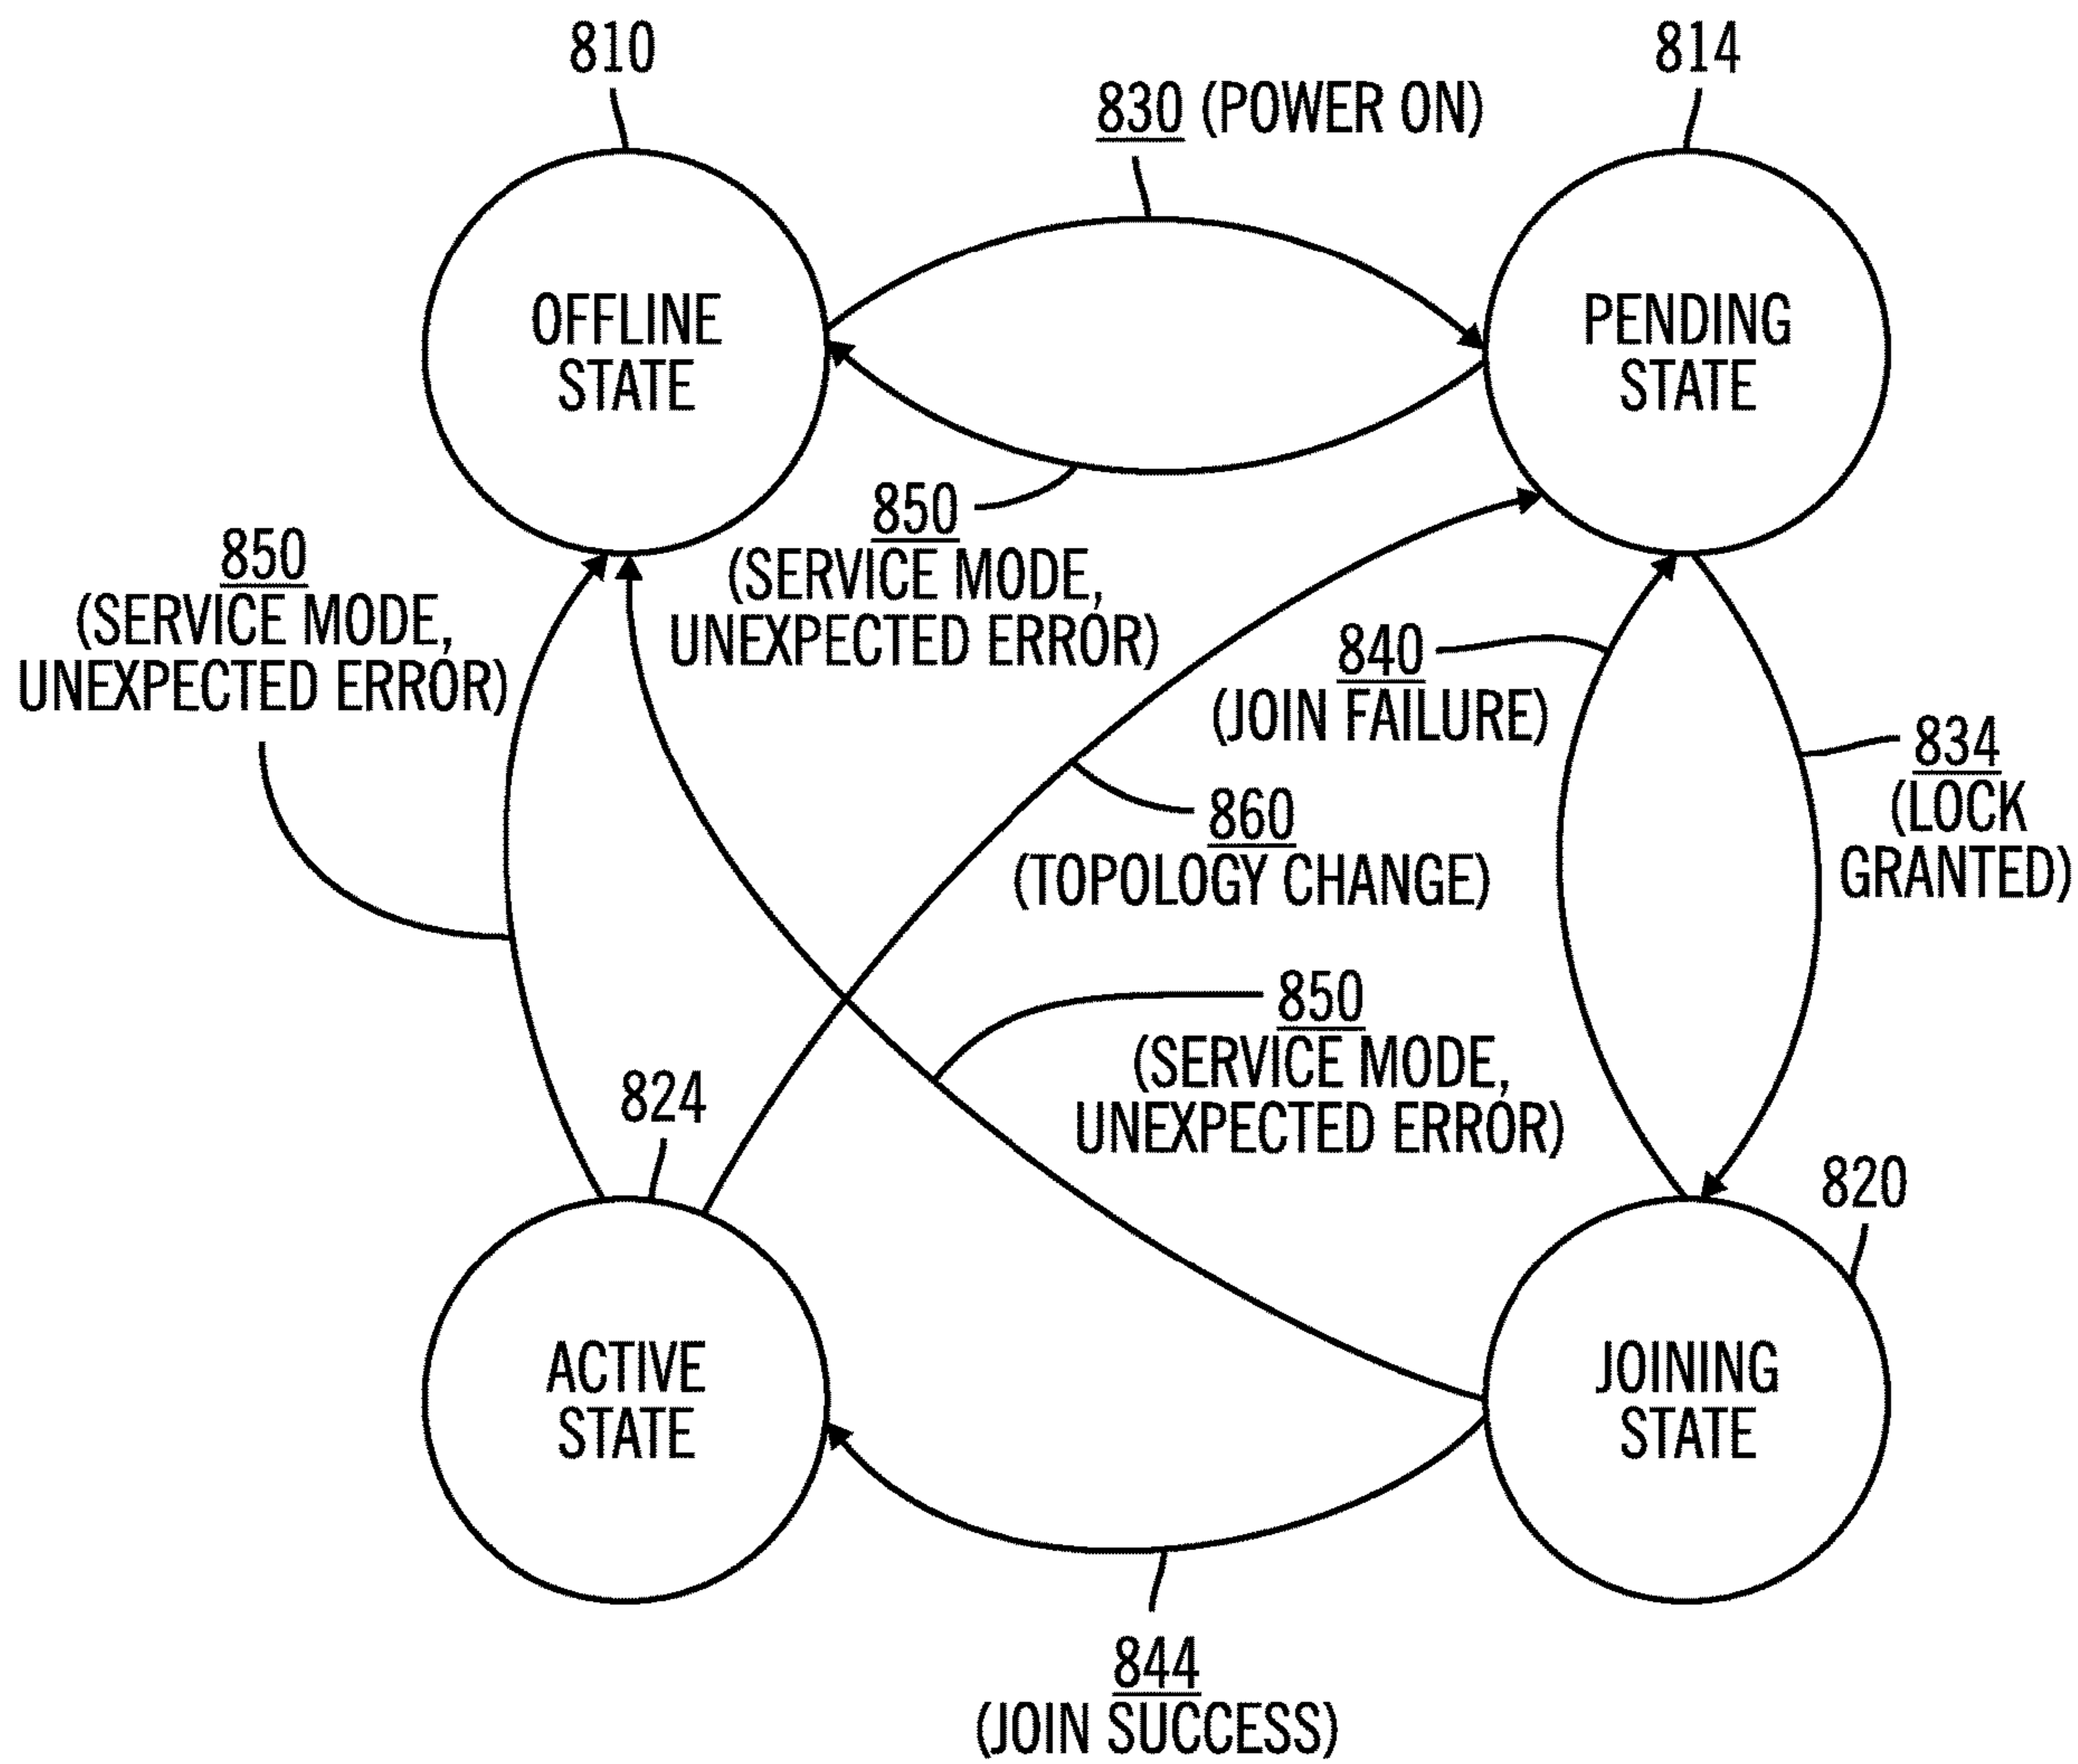 810
814
830 (POWER ON)
OFFLINE
STATE
PENDING
STATE
850
(SERVICE MODE,
UNEXPECTED ERROR)
850
(SERVICE MODE,
UNEXPECTED ERROR)
840
(JOIN FAILURE)
834
(LOCK
GRANTED)
860
(TOPOLOGY CHANGE)
850
(SERVICE MODE,
UNEXPECTED ERROR)
824
820
ACTIVE
STATE
JOINING
STATE
844
(JOIN SUCCESS)